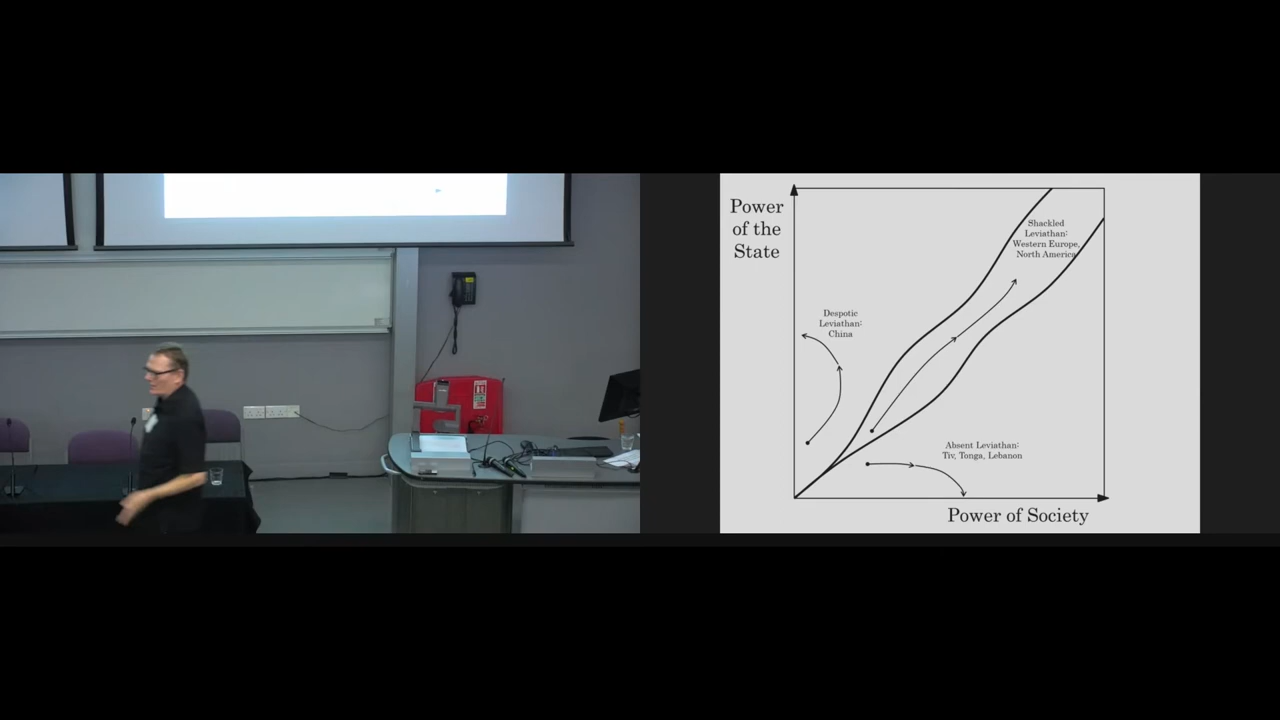 Power
of the
State
Shackled
Leviathan:
Western Europe,
North America
Despotic
Leviathan:
China
Absent Leviathan:
Tiv, Tonga, Lebanon
Power of Society